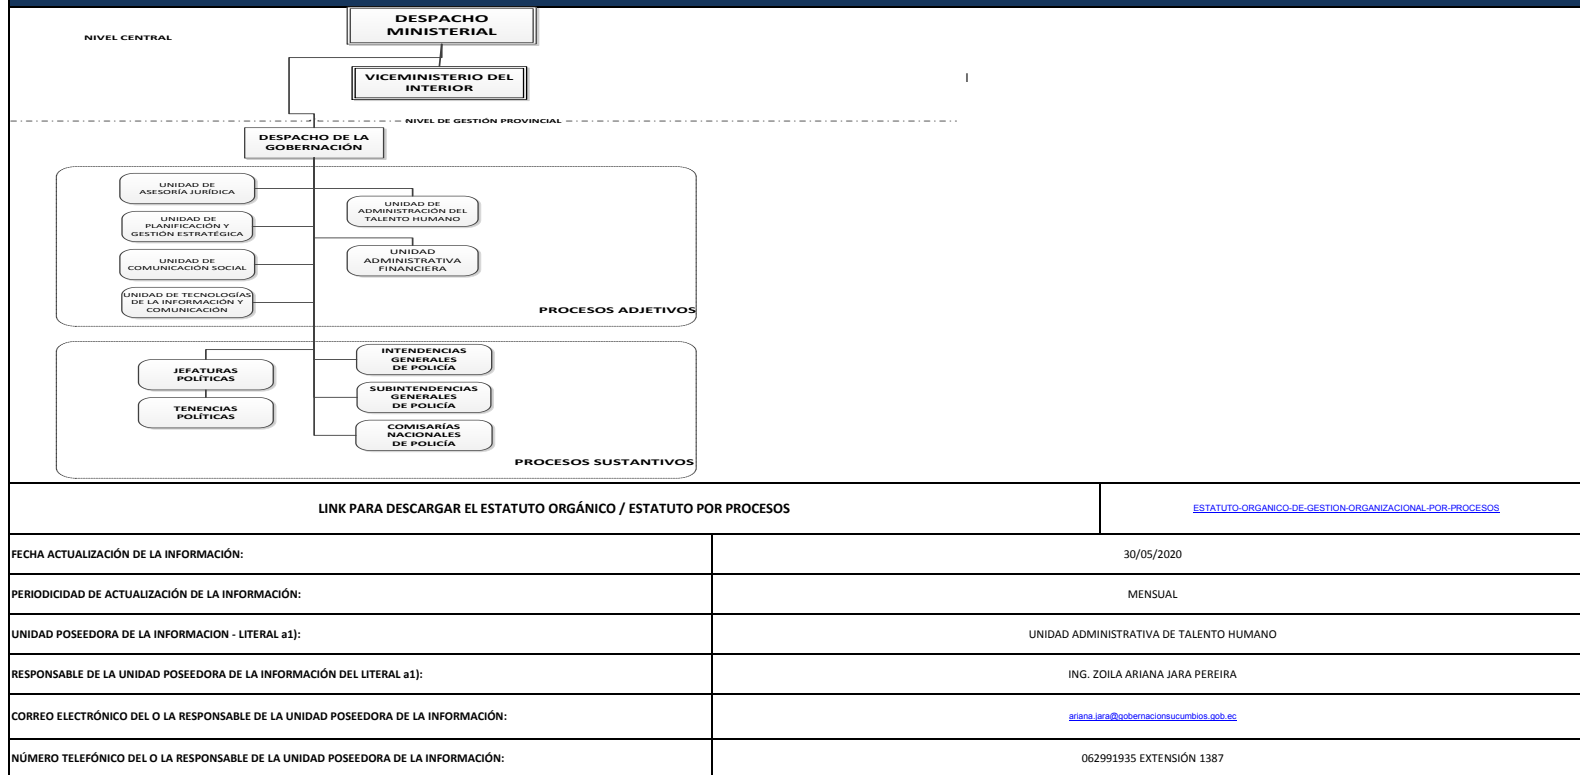 DESPACHO
MINISTERIAL
NIVEL CENTRAL
VICEMINISTERIO DEL
INTERIOR
I
NIVEL DE GESTIÓN PROVINCIAL
DESPACHO DE LA
GOBERNACIÓN
UNIDAD DE
ASESORÍA JURÍDICA
UNIDAD DE
ADMINISTRACIÓN DEL
TALENTO HUMANO
UNIDAD DE
PLANIFICACIÓN Y
GESTIÓN ESTRATÉGICA
UNIDAD
ADMINISTRATIVA
FINANCIERA
UNIDAD DE
COMUNICACIÓN SOCIAL
UNIDAD DE TECNOLOGÍAS
DE LA INFORMACIÓN Y
COMUNICACIÓN
PROCESOS ADJETIVOS
INTENDENCIAS
GENERALES
DE POLICÍA
JEFATURAS
POLÍTICAS
SUBINTENDENCIAS
GENERALES
DE POLICÍA
TENENCIAS
POLÍTICAS
COMISARÍAS
NACIONALES
DE POLICÍA
PROCESOS SUSTANTIVOS
LINK PARA DESCARGAR EL ESTATUTO ORGÁNICO / ESTATUTO POR PROCESOS
ESTATUTO-ORGANICO-DE-GESTION-ORGANIZACIONAL-POR-PROCESOS
FECHA ACTUALIZACIÓN DE LA INFORMACIÓN:
30/05/2020
PERIODICIDAD DE ACTUALIZACIÓN DE LA INFORMACIÓN:
MENSUAL
UNIDAD POSEEDORA DE LA INFORMACION - LITERAL a1):
UNIDAD ADMINISTRATIVA DE TALENTO HUMANO
RESPONSABLE DE LA UNIDAD POSEEDORA DE LA INFORMACIÓN DEL LITERAL a1):
ING. ZOILA ARIANA JARA PEREIRA
CORREO ELECTRÓNICO DEL O LA RESPONSABLE DE LA UNIDAD POSEEDORA DE LA INFORMACIÓN:
ariana.jara@gobernacionsucumbios.gob.ec
NÚMERO TELEFÓNICO DEL O LA RESPONSABLE DE LA UNIDAD POSEEDORA DE LA INFORMACIÓN:
062991935 EXTENSIÓN 1387